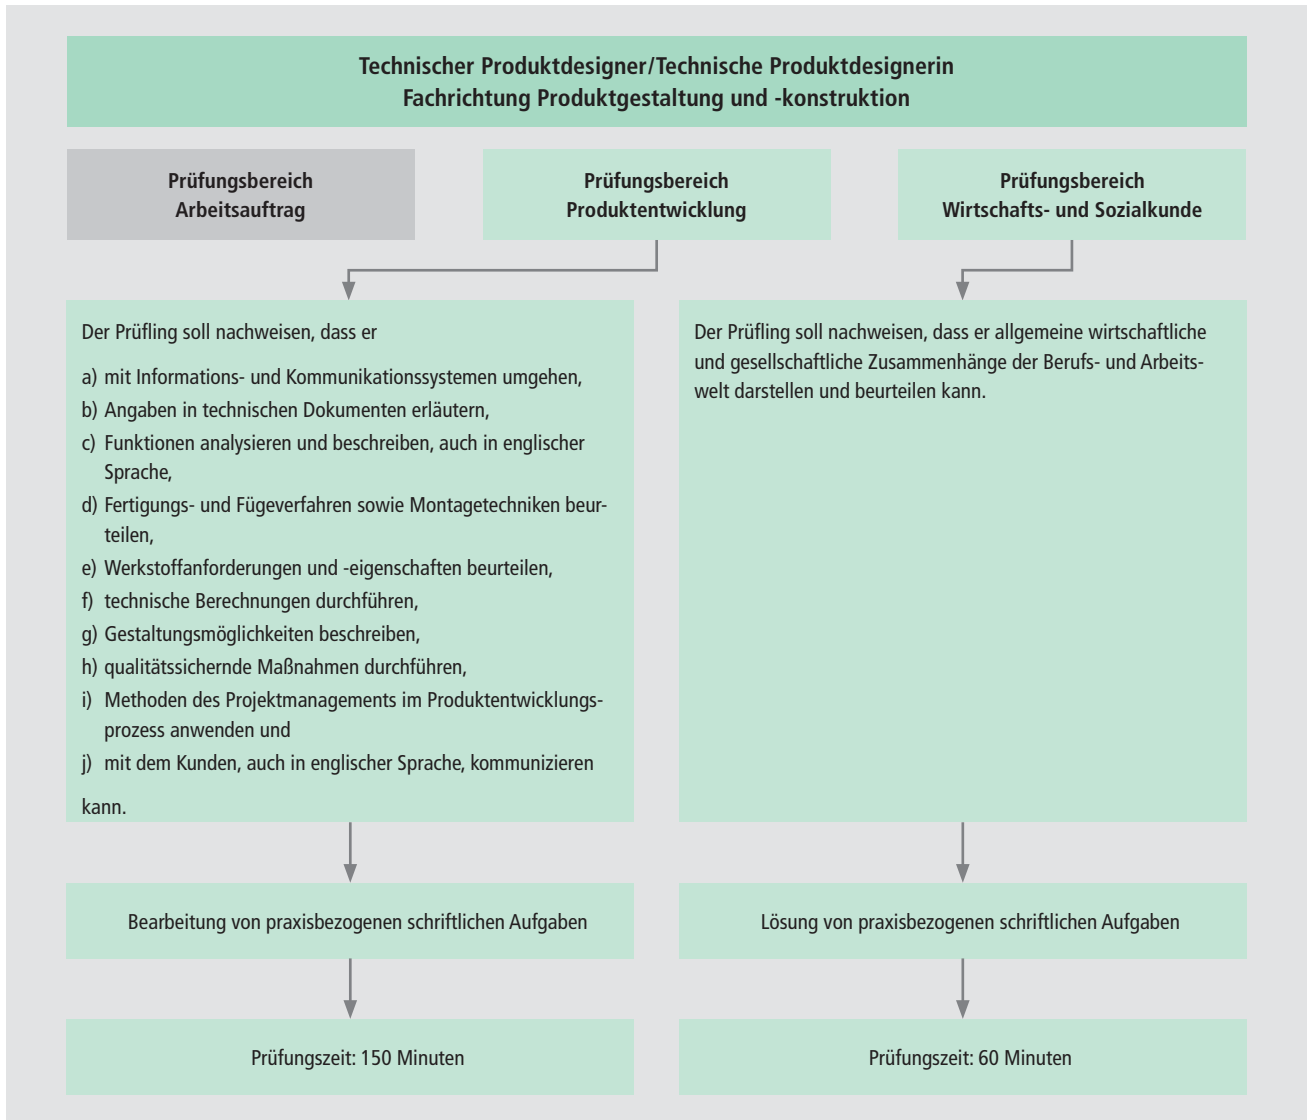 Technischer Produktdesigner/Technische Produktdesignerin
Fachrichtung Produktgestaltung und -konstruktion
Prüfungsbereich
Arbeitsauftrag
Prüfungsbereich
Produktentwicklung
Prüfungsbereich
Wirtschafts- und Sozialkunde
Der Prüfling soll nachweisen, dass er
a) mit Informations- und Kommunikationssystemen umgehen,
b) Angaben in technischen Dokumenten erläutern,
c) Funktionen analysieren und beschreiben, auch in englischer
Sprache,
d) Fertigungs- und Fügeverfahren sowie Montagetechniken beur-
teilen,
e) Werkstoffanforderungen und -eigenschaften beurteilen,
f) technische Berechnungen durchführen,
g) Gestaltungsmöglichkeiten beschreiben,
h) qualitätssichernde Maßnahmen durchführen,
i) Methoden des Projektmanagements im Produktentwicklungs-
prozess anwenden und
j) mit dem Kunden, auch in englischer Sprache, kommunizieren
kann.
Der Prüfling soll nachweisen, dass er allgemeine wirtschaftliche
und gesellschaftliche Zusammenhänge der Berufs- und Arbeits-
welt darstellen und beurteilen kann.
Bearbeitung von praxisbezogenen schriftlichen Aufgaben
Lösung von praxisbezogenen schriftlichen Aufgaben
Prüfungszeit: 150 Minuten
Prüfungszeit: 60 Minuten